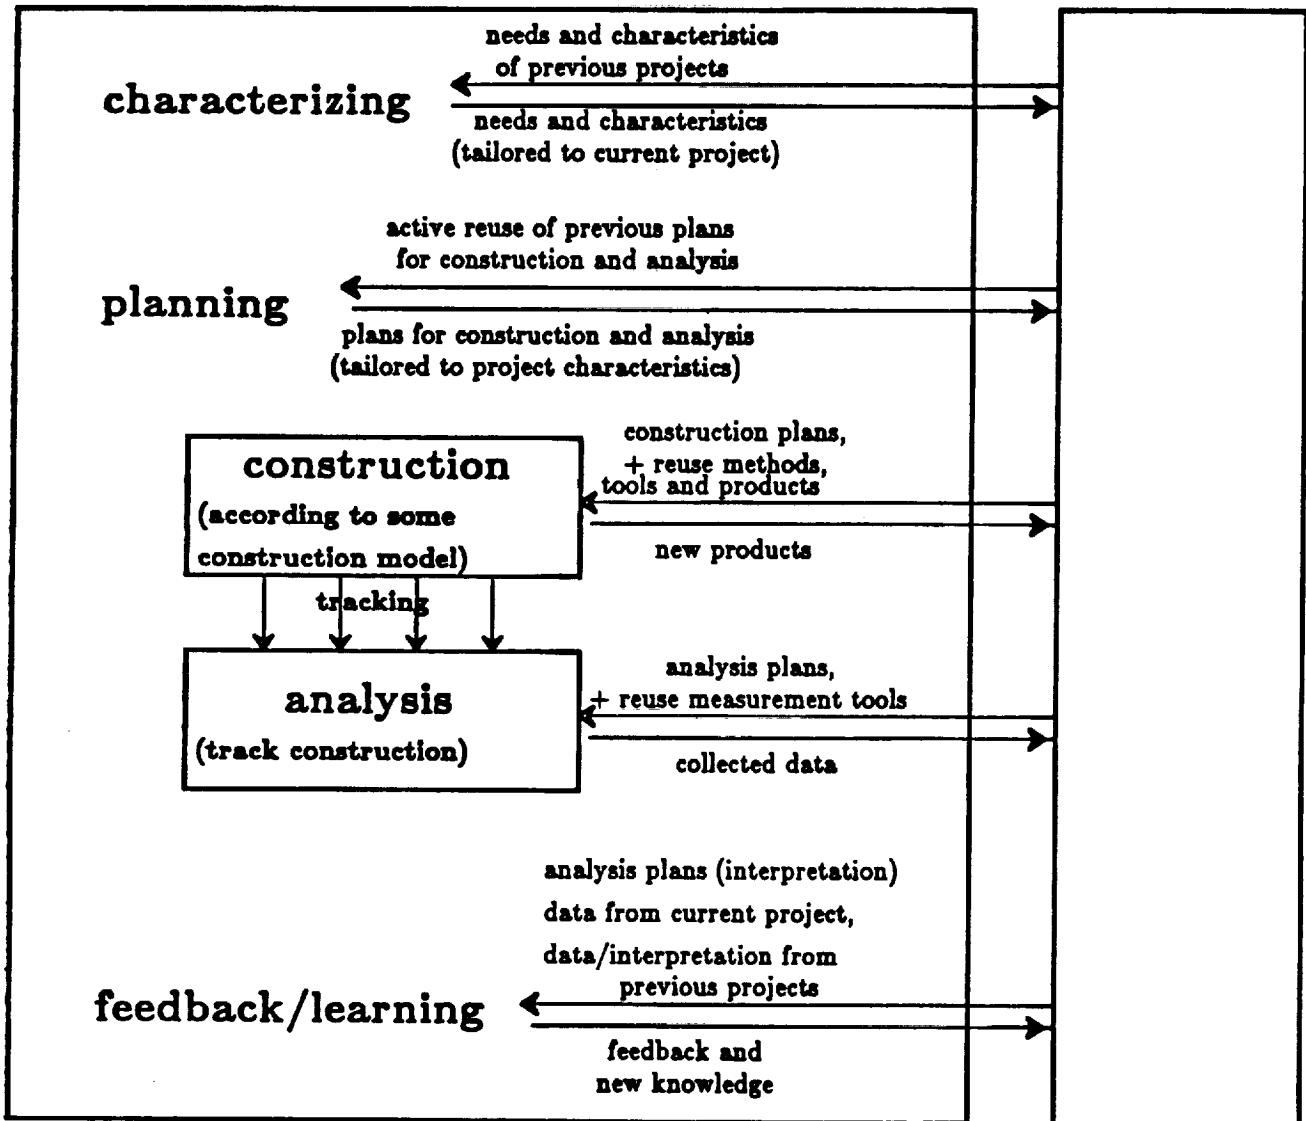 needs and characteristics
of previous projects
characterizing
needs and characteristics
(tailored to current project)
active reuse of previous plans
for construction and analysis
planning
plans for construction and analysis
(tailored to project characteristics)
construction plans,
+ reuse methods,
tools and products
construction
(according to some
construction model)
new products
tracking
analysis plans,
+ reuse measurement tools
analysis
(track construction)
collected data
analysis plans (interpretation)
data from current project,
data/interpretation from
previous projects
feedback/learning
feedback and
new knowledge